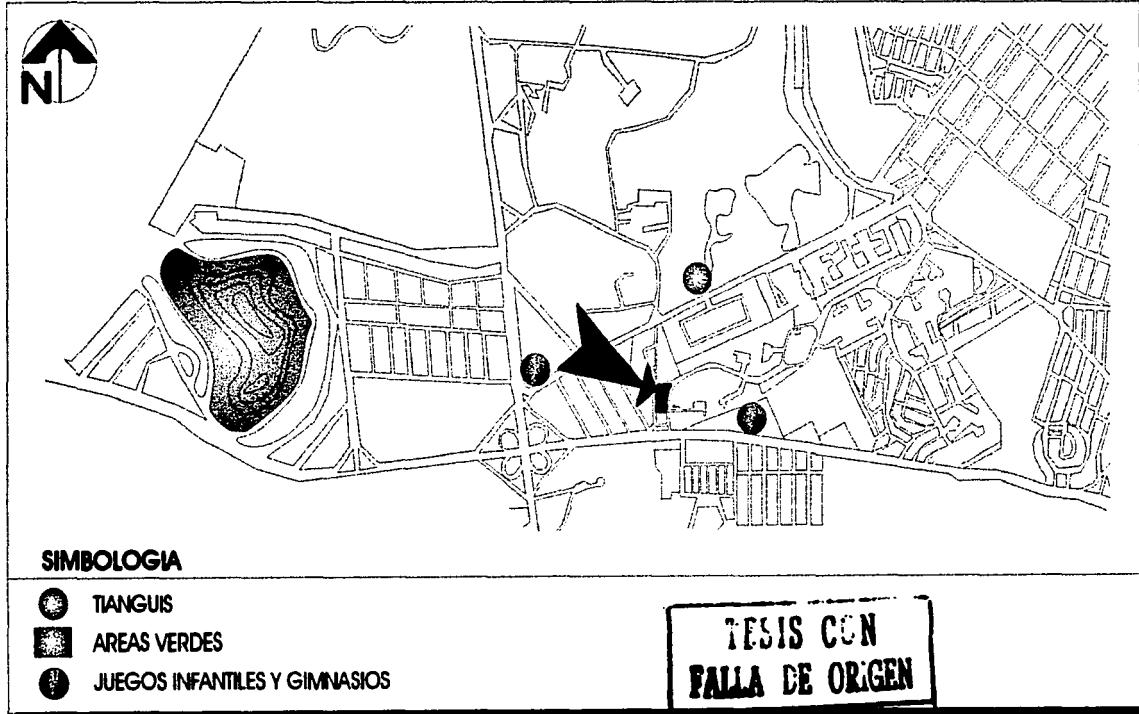 N
SIMBOLOGIA
TIANGUIS
AREAS VERDES
JUEGOS INFANTILES Y GIMNASIOS
TESIS CON
FALLA DE ORIGEN